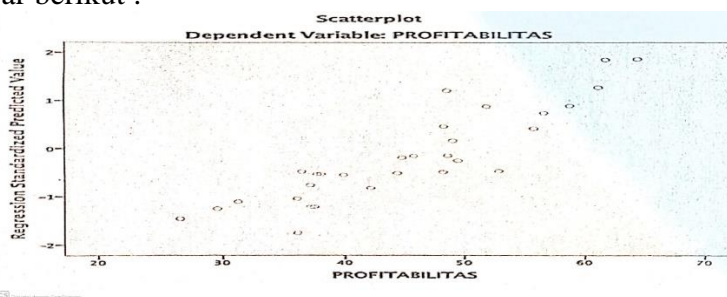 ar berikut :
Scatterplot
Dependent Variable: PROFITABILITAS
Regression Standardized Predicted Value
2
1
0
-1
-2
20 30 40 50 60 70
PROFITABILITAS